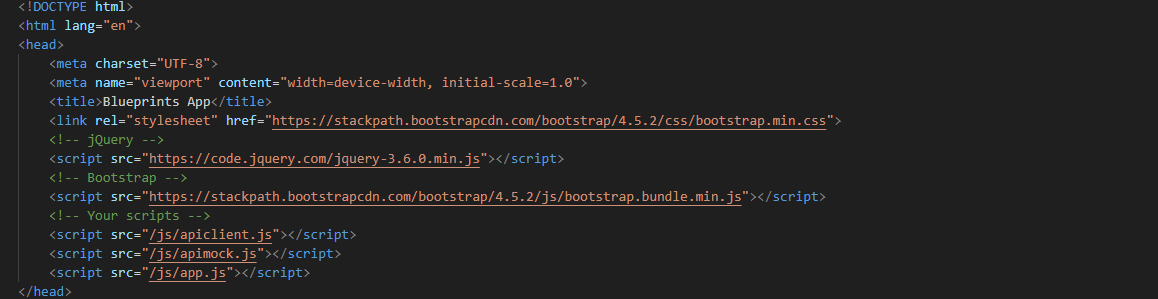 <!DOCTYPE html>
<html lang="en">
<head>
    <meta charset="UTF-8">
    <meta name="viewport" content="width=device-width, initial-scale=1.0">
    <title>Blueprints App</title>
    <link rel="stylesheet" href="https://stackpath.bootstrapcdn.com/bootstrap/4.5.2/css/bootstrap.min.css">
    <!-- jQuery -->
    <script src="https://code.jquery.com/jquery-3.6.0.min.js"></script>
    <!-- Bootstrap -->
    <script src="https://stackpath.bootstrapcdn.com/bootstrap/4.5.2/js/bootstrap.bundle.min.js"></script>
    <!-- Your scripts -->
    <script src="/js/apiclient.js"></script>
    <script src="/js/apimock.js"></script>
    <script src="/js/app.js"></script>
</head>